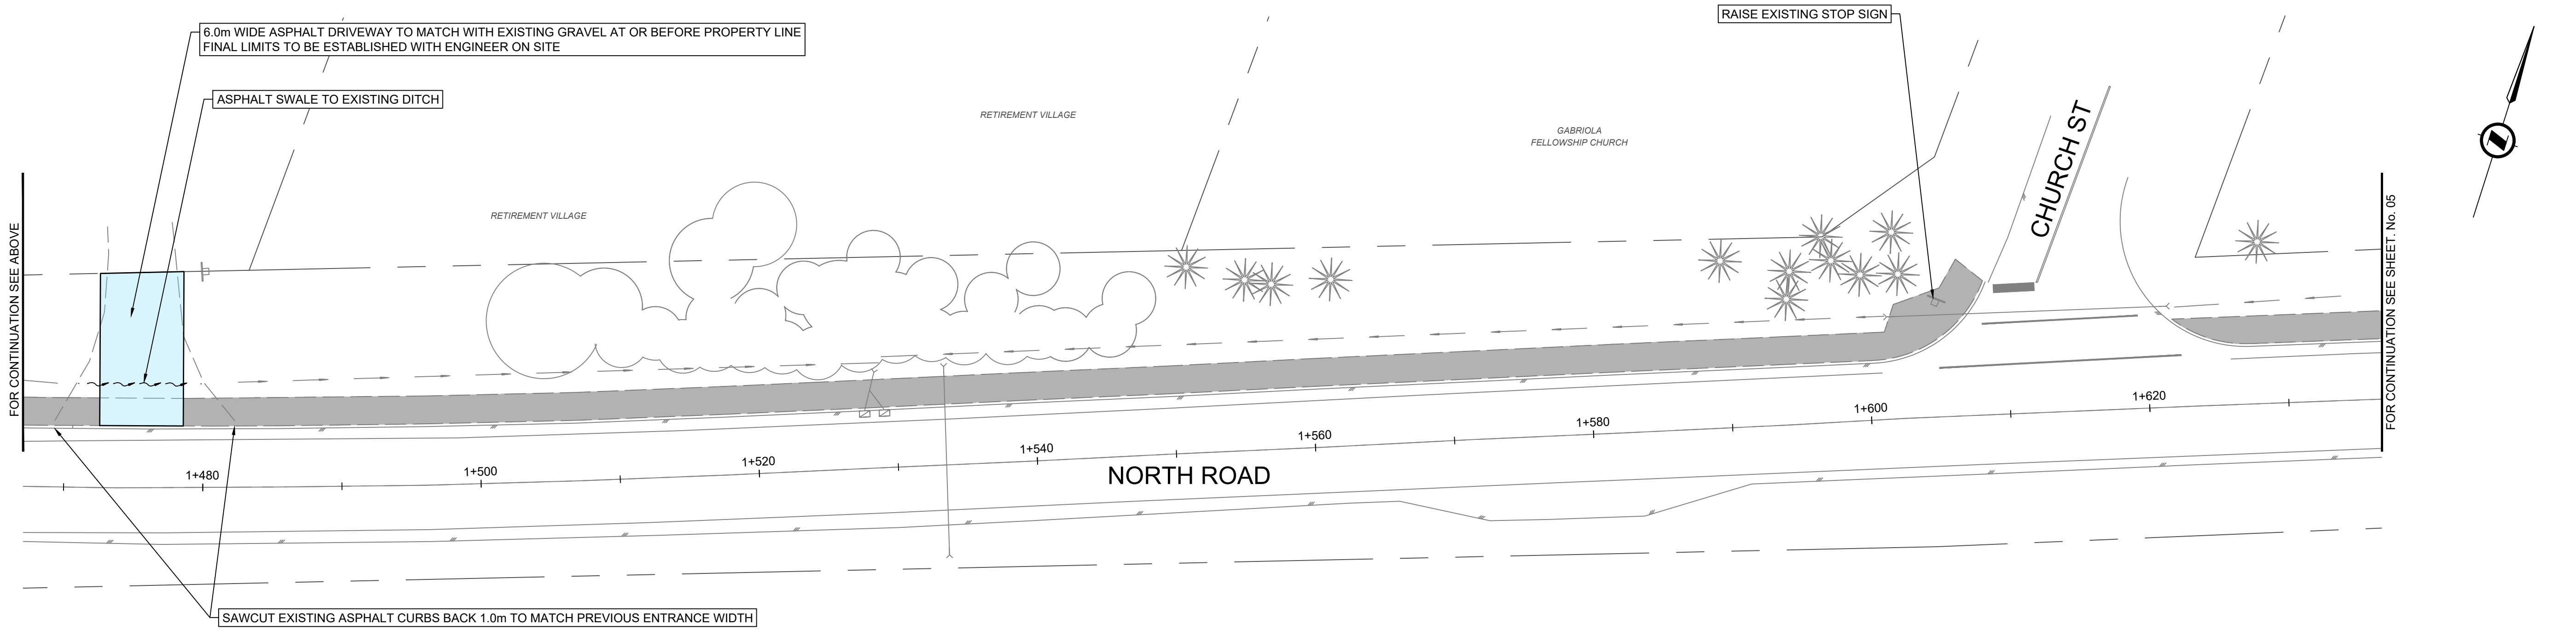 RAISE EXISTING STOP SIGN
6.0m WIDE ASPHALT DRIVEWAY TO MATCH WITH EXISTING GRAVEL AT OR BEFORE PROPERTY LINE
FINAL LIMITS TO BE ESTABLISHED WITH ENGINEER ON SITE
ASPHALT SWALE TO EXISTING DITCH
RETIREMENT VILLAGE
GABRIOLA
FELLOWSHIP CHURCH
CHURCH ST
RETIREMENT VILLAGE
FOR CONTINUATION SEE ABOVE
FOR CONTINUATION SEE SHEET. No. 05
1+480
1+500
1+520
1+540
1+560
1+580
1+600
1+620
NORTH ROAD
SAWCUT EXISTING ASPHALT CURBS BACK 1.0m TO MATCH PREVIOUS ENTRANCE WIDTH